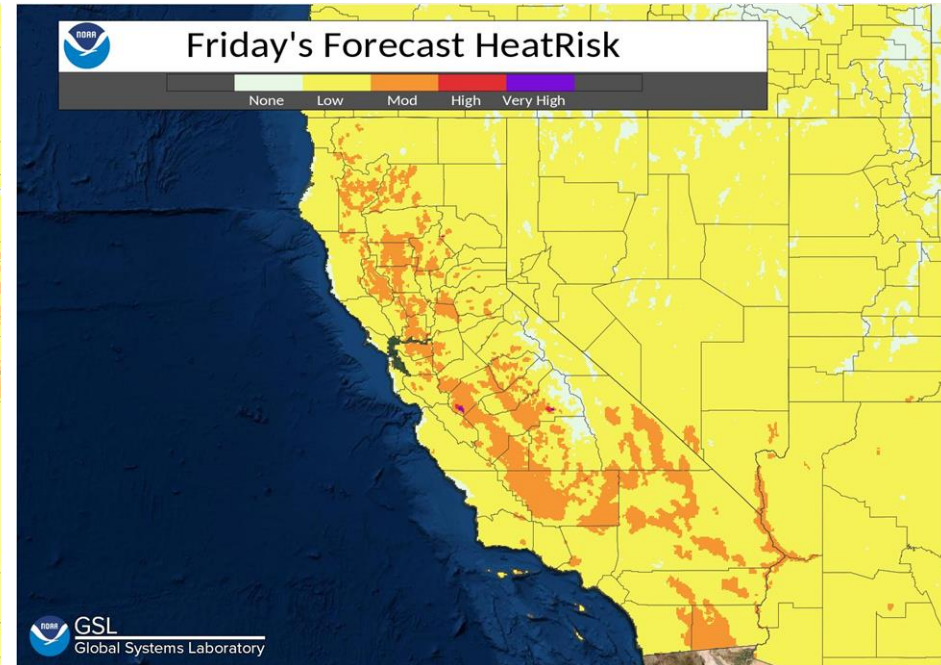 NOAA
Friday's Forecast HeatRisk
None Low Mod High Very High
NOAA
GSL
Global Systems Laboratory